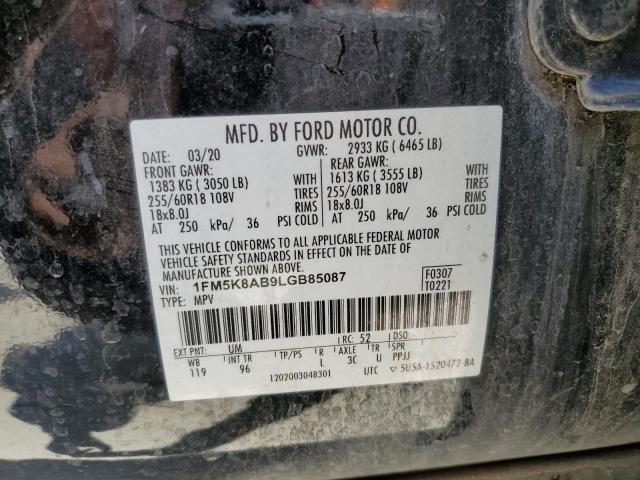 MFD. BY FORD MOTOR CO.
DATE: 03/20 GVWR: 2933 KG ( 6465 LB)
FRONT GAWR: REAR GAWR:
1383 KG ( 3050 LB) WITH 1613 KG ( 3555 LB) WITH
255/60R18 108V TIRES 255/60R18 108V TIRES
18x8.0J RIMS 18x8.0J RIMS
AT 250 kPa/ 36 PSI COLD AT 250 kPa/ 36 PSI COLD
THIS VEHICLE CONFORMS TO ALL APPLICABLE FEDERAL MOTOR
VEHICLE SAFETY STANDARDS IN EFFECT ON THE DATE OF
MANUFACTURE SHOWN ABOVE.
VIN: 1FM5K8AB9LGB85087 F0307
TYPE: MPV T0221
EXT PNT: UM RC: 52 DSO:
WB INT TR TP/PS R AXLE TR SPR
119 96 3C U PPJJ
1202003048301 UTC 5U5A-1520472-BA